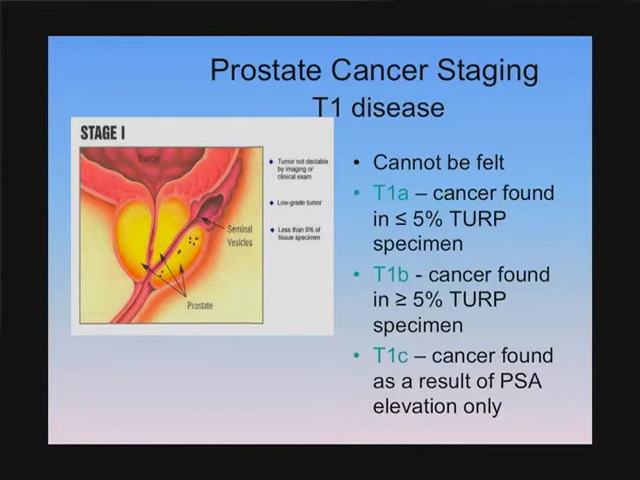 Prostate Cancer Staging
T1 disease
STAGE I
Tumor not dectable
by imaging or
clinical exam
Low-grade tumor
Less than 5% of
tissue specimen
Seminal
Vesicles
Prostate
• Cannot be felt
• T1a – cancer found
in ≤ 5% TURP
specimen
• T1b - cancer found
in ≥ 5% TURP
specimen
• T1c – cancer found
as a result of PSA
elevation only